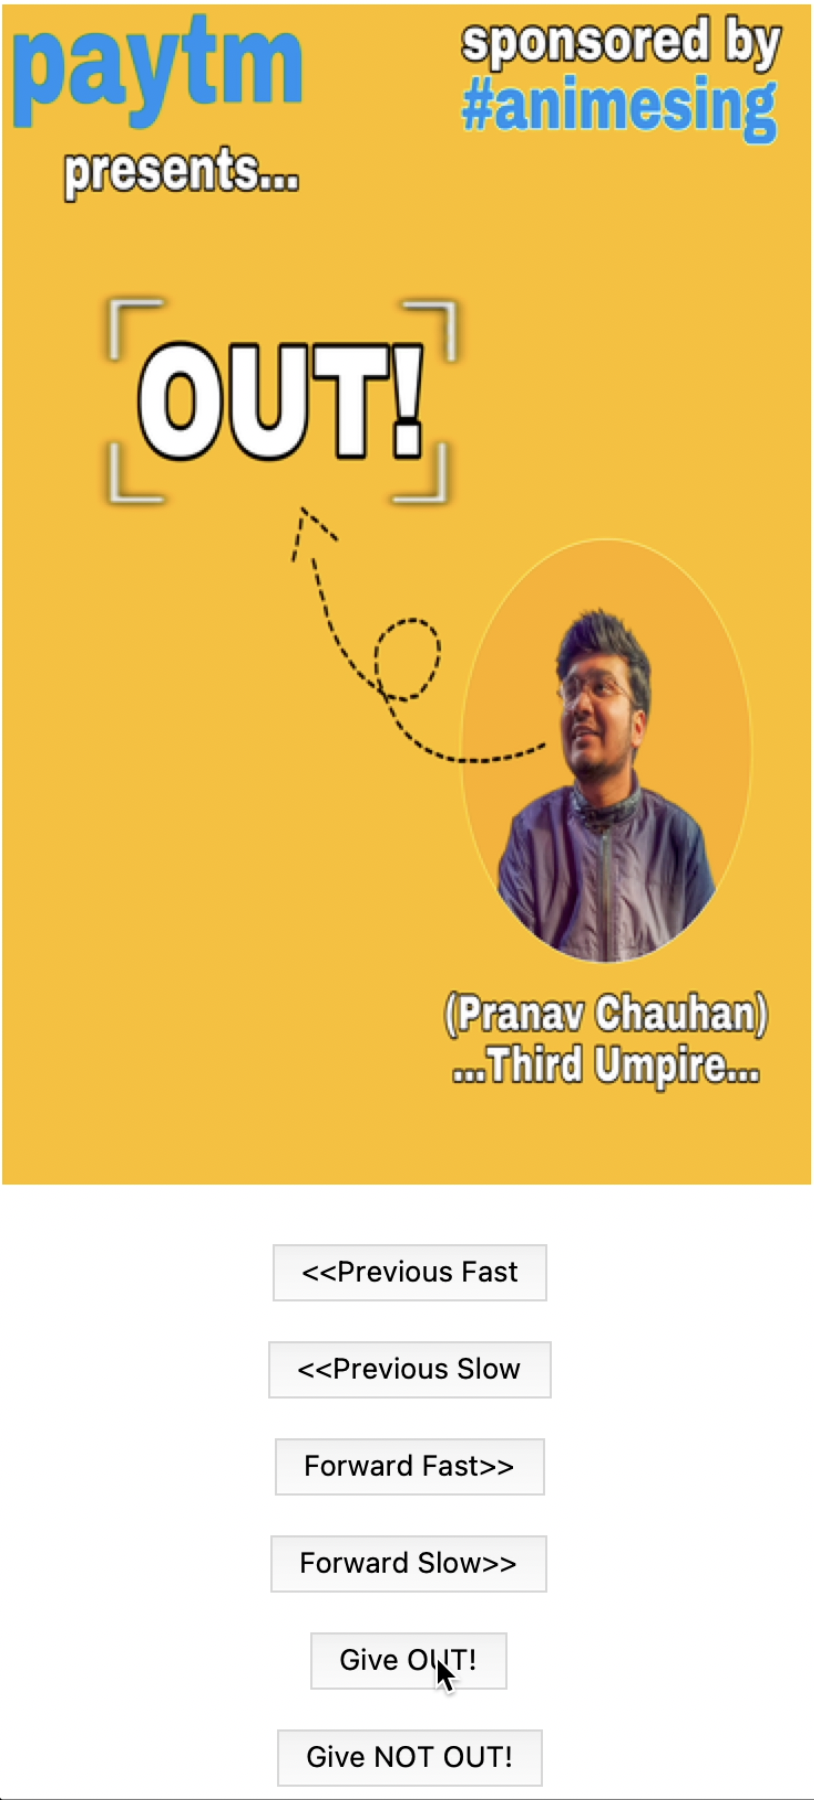 paytm
presents...
sponsored by
#animesing
OUT!
(Pranav Chauhan)
...Third Umpire...
<<Previous Fast
<<Previous Slow
Forward Fast>>
Forward Slow>>
Give OUT!
Give NOT OUT!